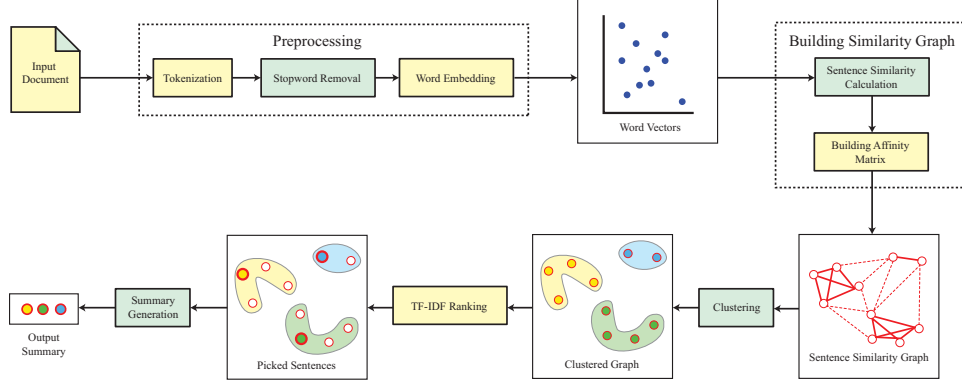 Input
Document
Preprocessing
Tokenization
Stopword Removal
Word Embedding
Word Vectors
Building Similarity Graph
Sentence Similarity
Calculation
Building Affinity
Matrix
Sentence Similarity Graph
Clustering
Clustered Graph
TF-IDF Ranking
Picked Sentences
Summary
Generation
Output
Summary